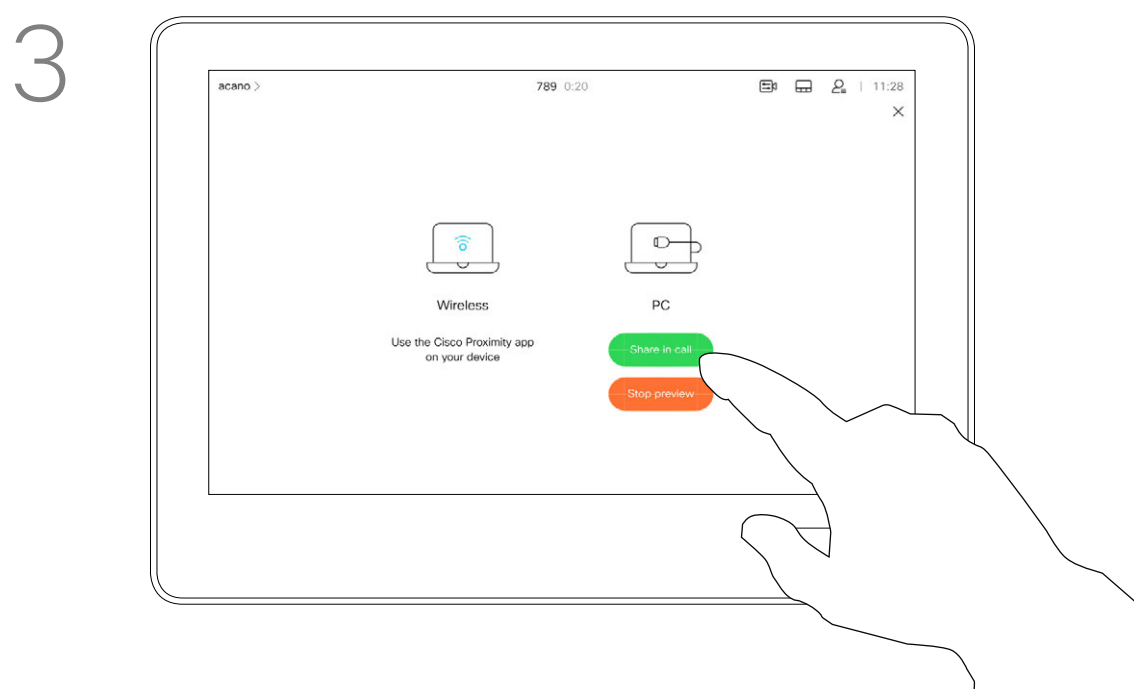 3
acano >
789 0:20
11:28
Wireless
PC
Use the Cisco Proximity app
on your device
Share in call
Stop preview